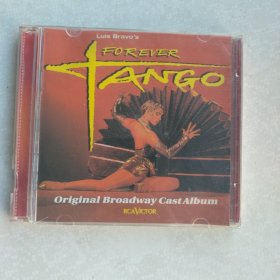 Luis Bravo's
FOREVER
TANGO
Original Broadway Cast Album
RCA VICTOR